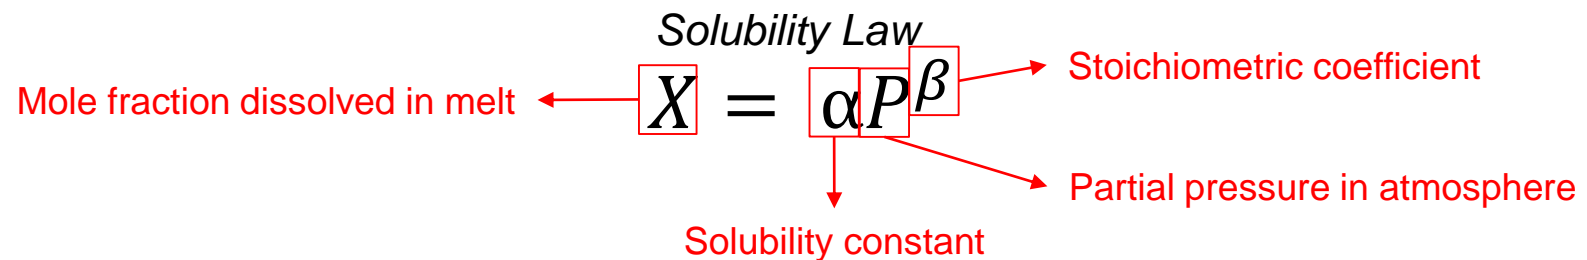 Solubility Law
Mole fraction dissolved in melt
X = αP^β
Stoichiometric coefficient
Partial pressure in atmosphere
Solubility constant